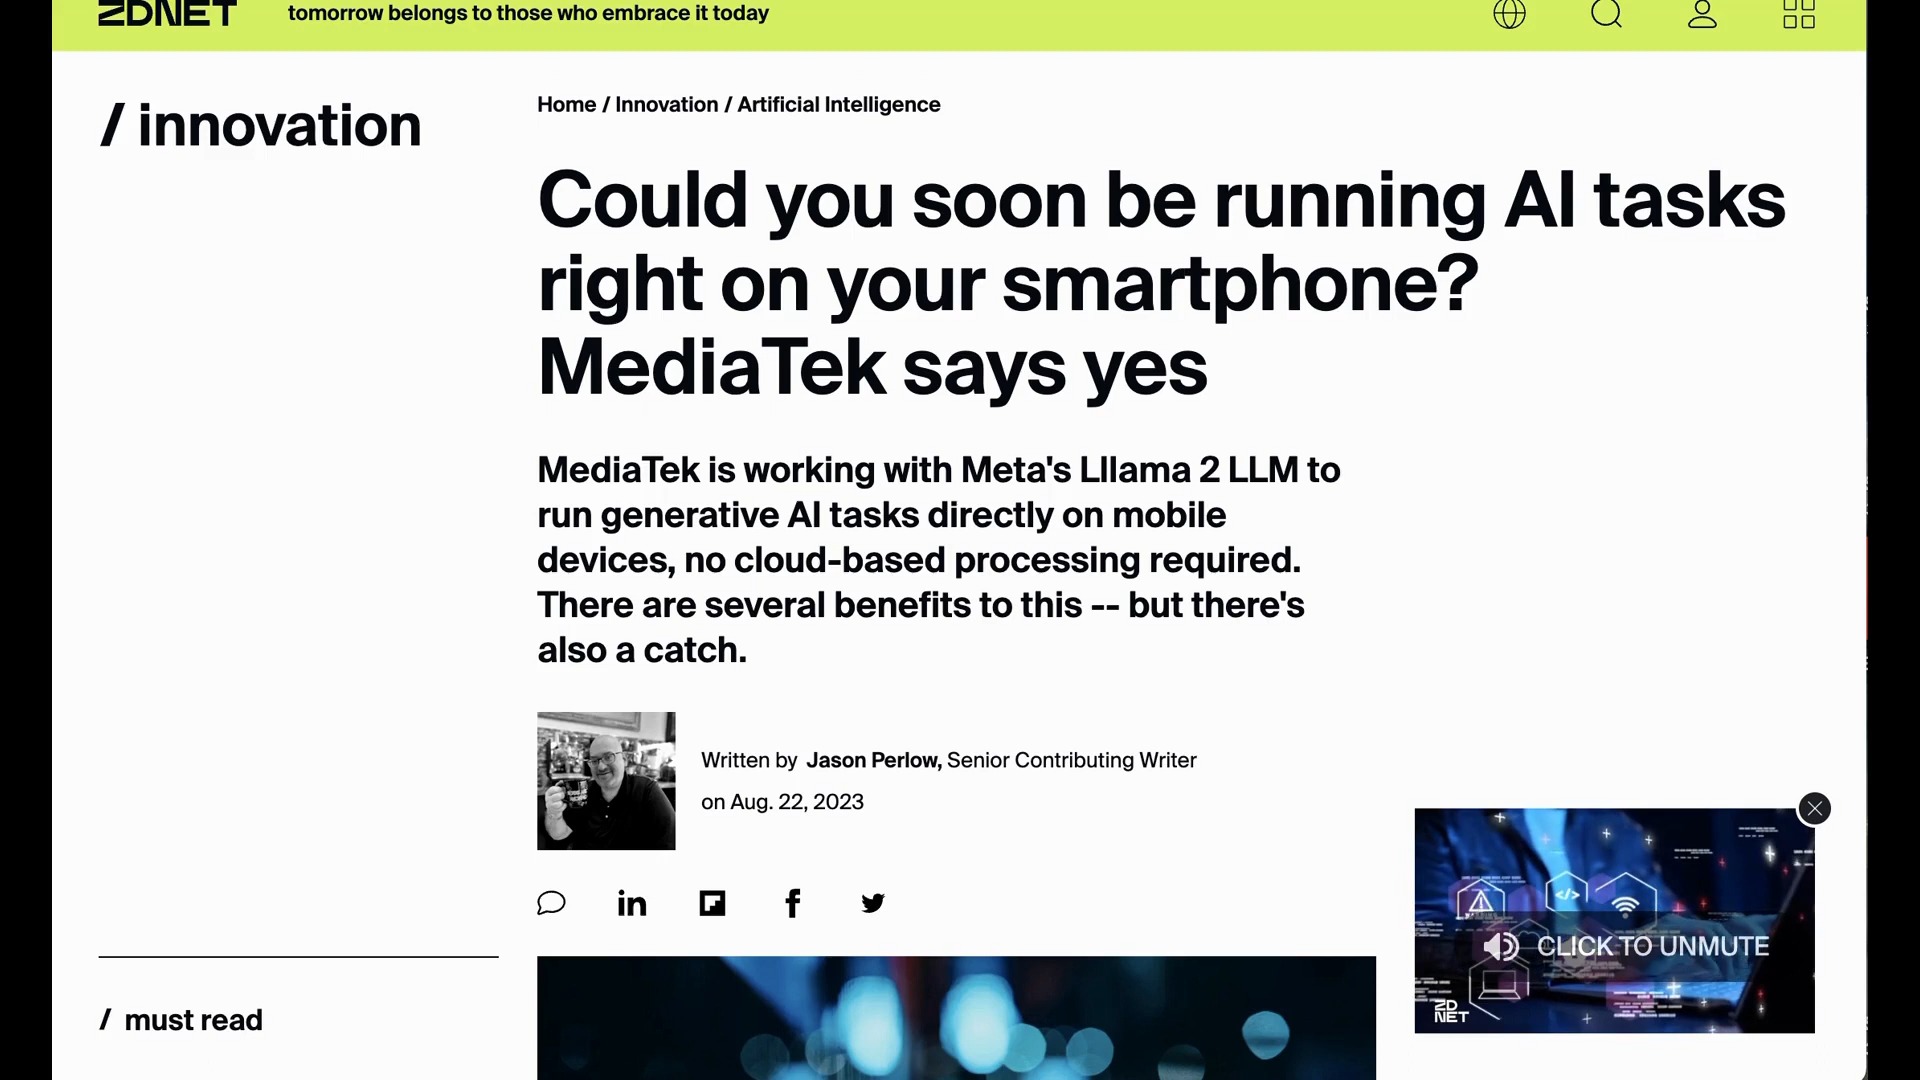 ZDNET
tomorrow belongs to those who embrace it today
/ innovation
Home / Innovation / Artificial Intelligence
Could you soon be running AI tasks
right on your smartphone?
MediaTek says yes
MediaTek is working with Meta's Lllama 2 LLM to
run generative AI tasks directly on mobile
devices, no cloud-based processing required.
There are several benefits to this -- but there's
also a catch.
Written by Jason Perlow, Senior Contributing Writer
on Aug. 22, 2023
CLICK TO UNMUTE
ZD
NET
/ must read